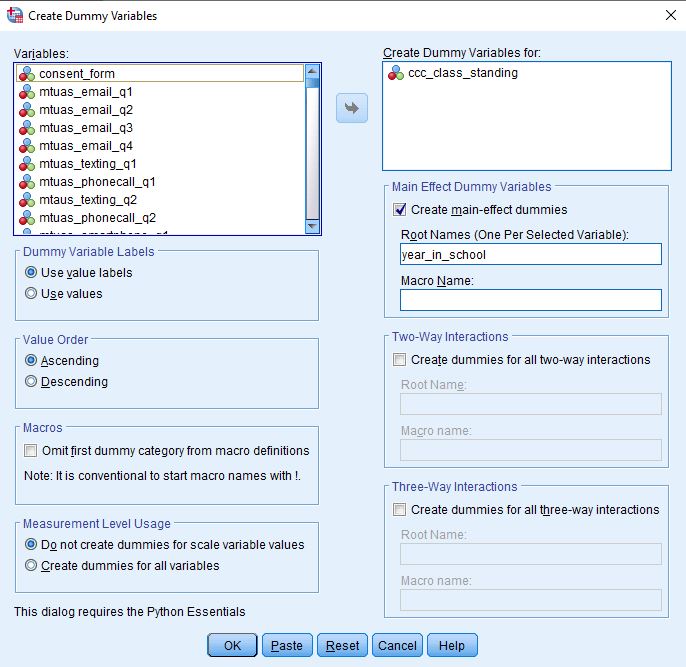 Create Dummy Variables
Variables:
consent_form
mtuas_email_q1
mtuas_email_q2
mtuas_email_q3
mtuas_email_q4
mtuas_texting_q1
mtuas_phonecall_q1
mtaus_texting_q2
mtuas_phonecall_q2
Dummy Variable Labels
Use value labels
Use values
Value Order
Ascending
Descending
Macros
Omit first dummy category from macro definitions
Note: It is conventional to start macro names with !.
Measurement Level Usage
Do not create dummies for scale variable values
Create dummies for all variables
This dialog requires the Python Essentials
Create Dummy Variables for:
ccc_class_standing
Main Effect Dummy Variables
Create main-effect dummies
Root Names (One Per Selected Variable):
year_in_school
Macro Name:
Two-Way Interactions
Create dummies for all two-way interactions
Root Name:
Macro name:
Three-Way Interactions
Create dummies for all three-way interactions
Root Name:
Macro name:
OK
Paste
Reset
Cancel
Help